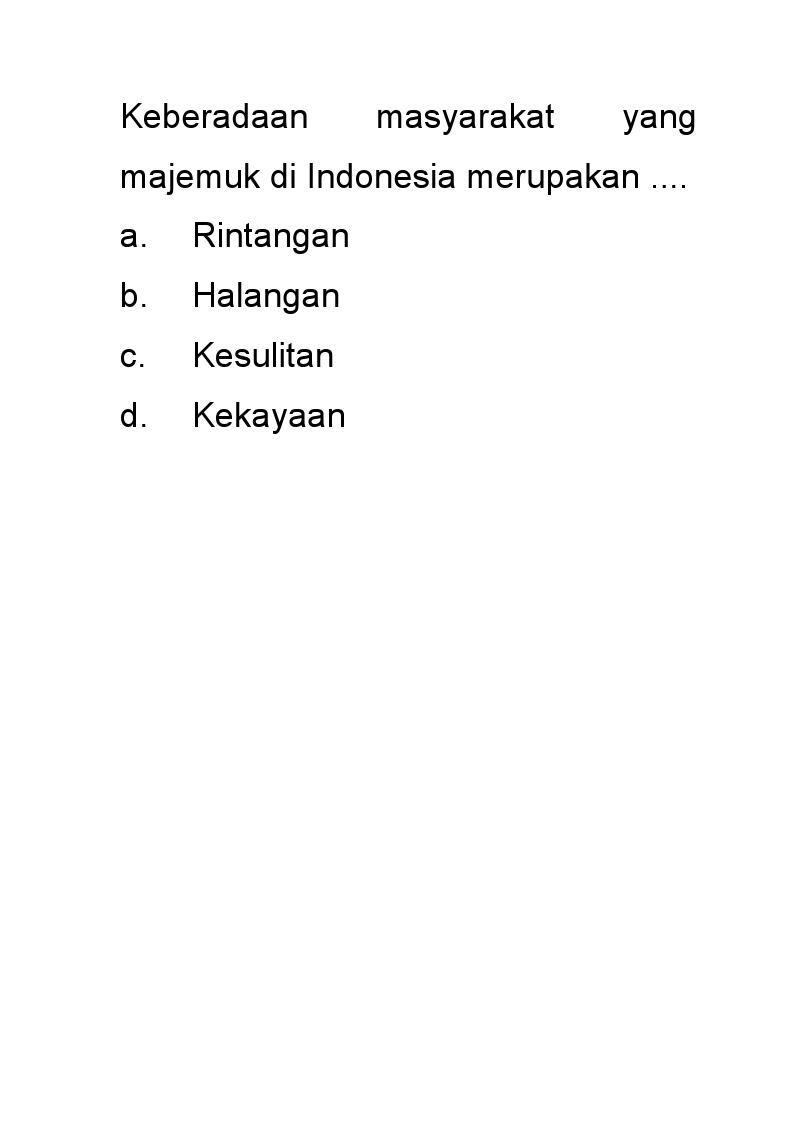 Keberadaan masyarakat yang
majemuk di Indonesia merupakan ....
a. Rintangan
b. Halangan
c. Kesulitan
d. Kekayaan